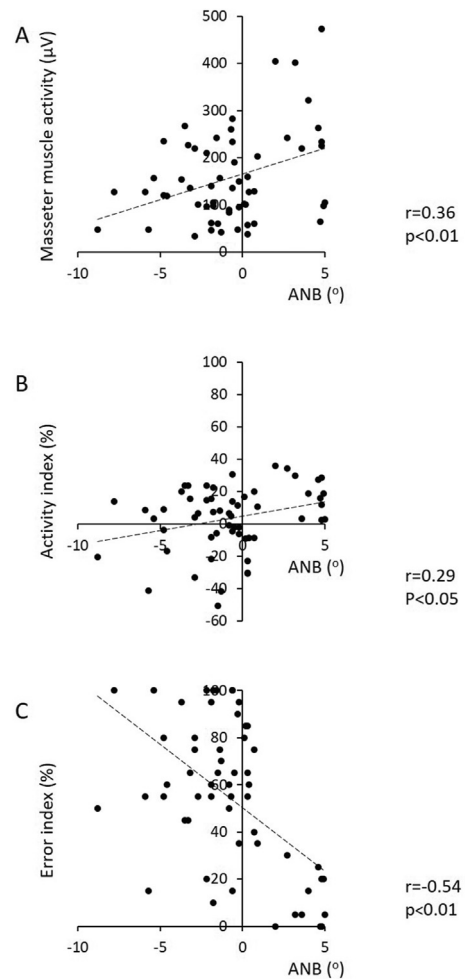 A
Masseter muscle activity (μV)
500
400
300
200
100
0
-10
-5
0
5
ANB (°)
r=0.36
p<0.01
B
Activity index (%)
100
80
60
40
20
0
-20
-40
-60
-10
-5
0
5
ANB (°)
r=0.29
P<0.05
C
Error index (%)
100
80
60
40
20
0
-10
-5
0
5
ANB (°)
r=-0.54
p<0.01